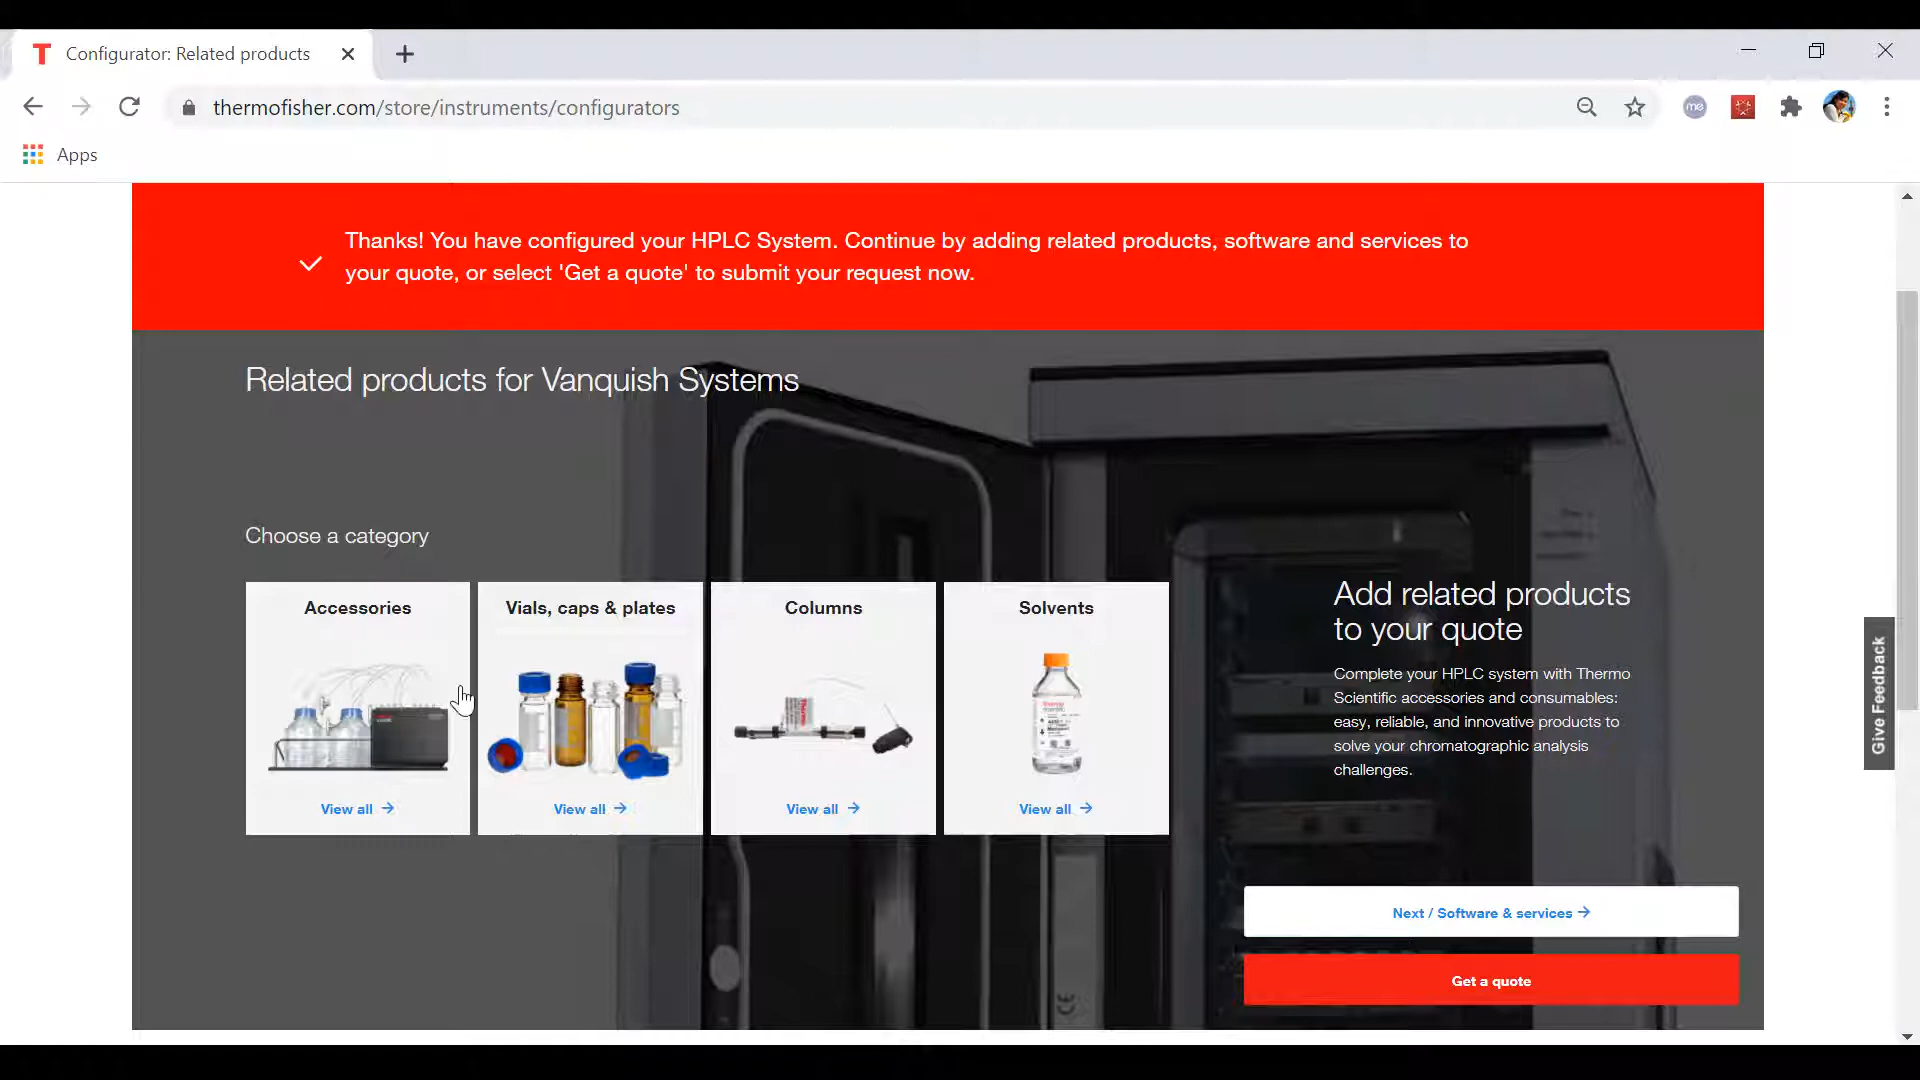 Configurator: Related products
thermofisher.com/store/instruments/configurators
me
Apps
Thanks! You have configured your HPLC System. Continue by adding related products, software and services to
your quote, or select 'Get a quote' to submit your request now.
Related products for Vanquish Systems
Choose a category
Accessories
View all
Vials, caps & plates
View all
Columns
View all
Solvents
View all
Add related products
to your quote
Complete your HPLC system with Thermo
Scientific accessories and consumables:
easy, reliable, and innovative products to
solve your chromatographic analysis
challenges.
Next / Software & services
Get a quote
Give Feedback
CE